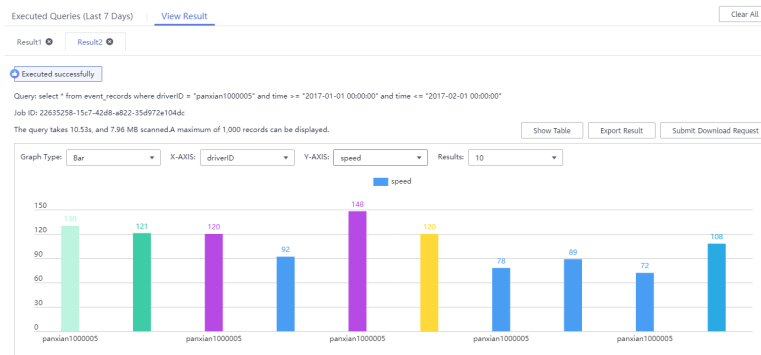 Executed Queries (Last 7 Days) View Result Clear All
Result1 Result2
Executed successfully
Query: select * from event_records where driverID = "panxian1000005" and time >= "2017-01-01 00:00:00" and time <= "2017-02-01 00:00:00"
Job ID: 22635258-15c7-42d8-a822-35d972e104dc
The query takes 10.53s, and 7.96 MB scanned.A maximum of 1,000 records can be displayed.
Show Table Export Result Submit Download Request
Graph Type: Bar X-AXIS: driverID Y-AXIS: speed Results: 10
speed
150
120
90
60
30
0
130 121 120 92 148 120 78 89 72 108
panxian1000005 panxian1000005 panxian1000005 panxian1000005 panxian1000005